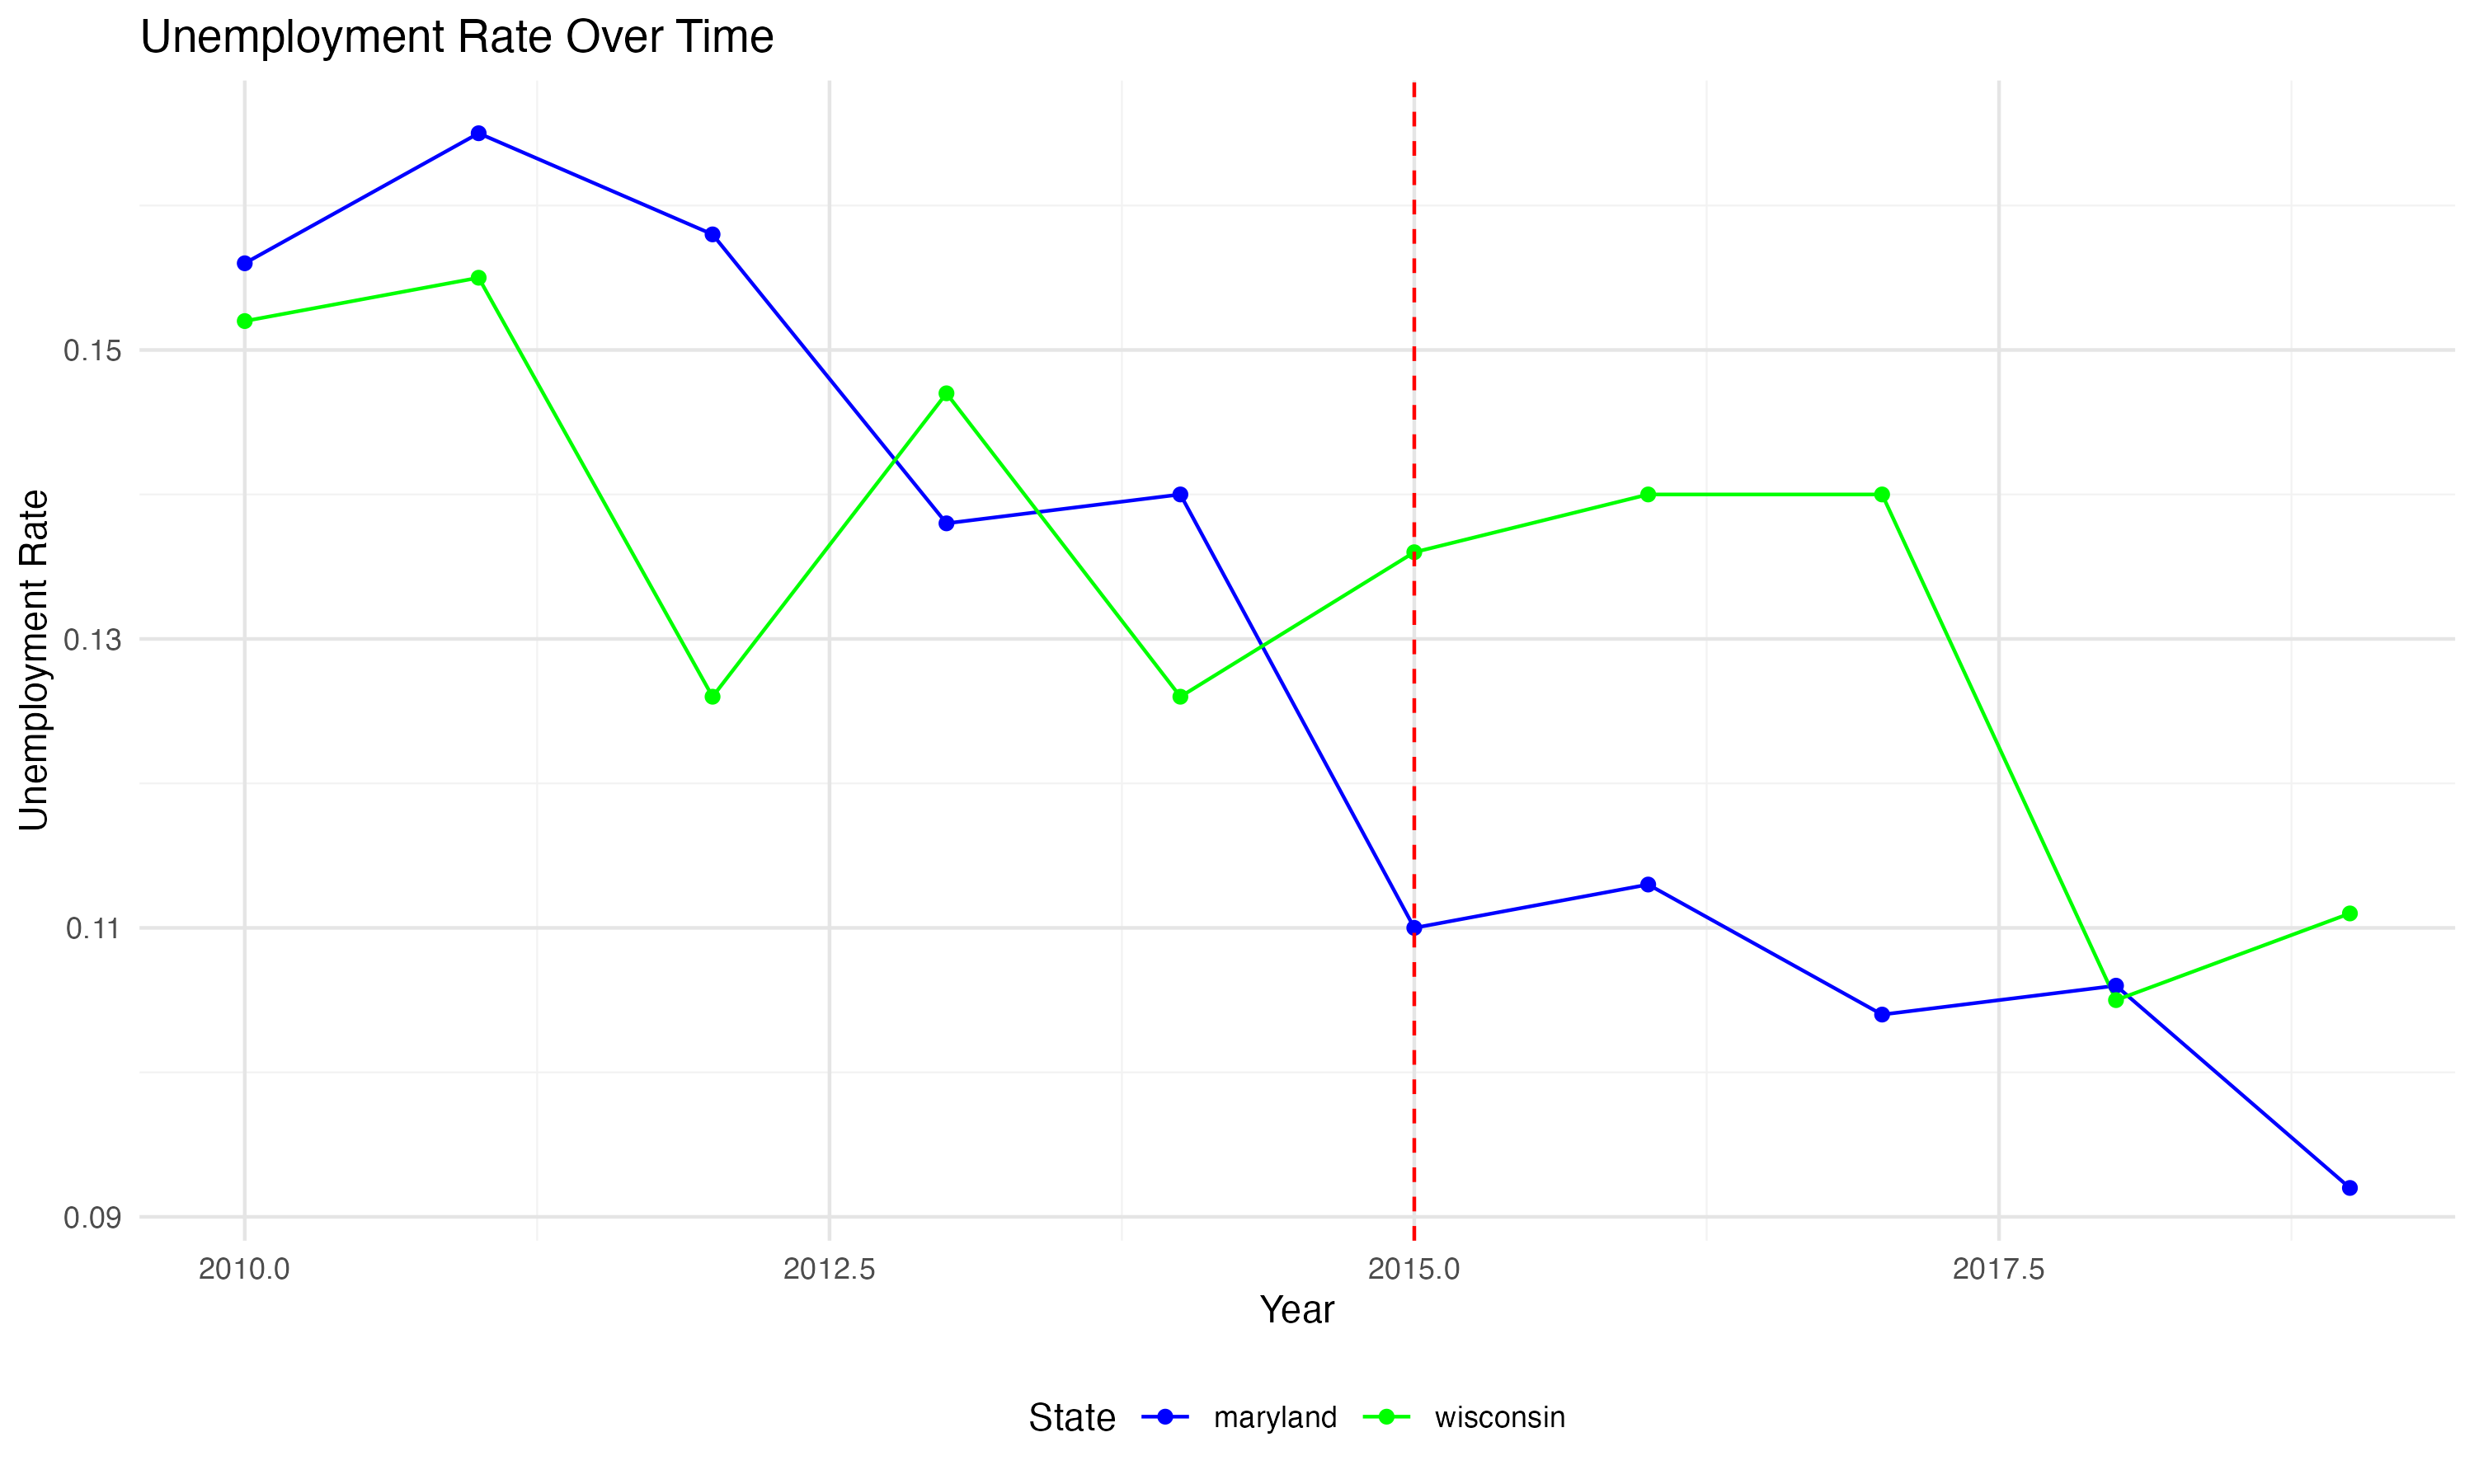 Unemployment Rate Over Time
Unemployment Rate
0.15
0.13
0.11
0.09
2010.0 2012.5 2015.0 2017.5
Year
State maryland wisconsin